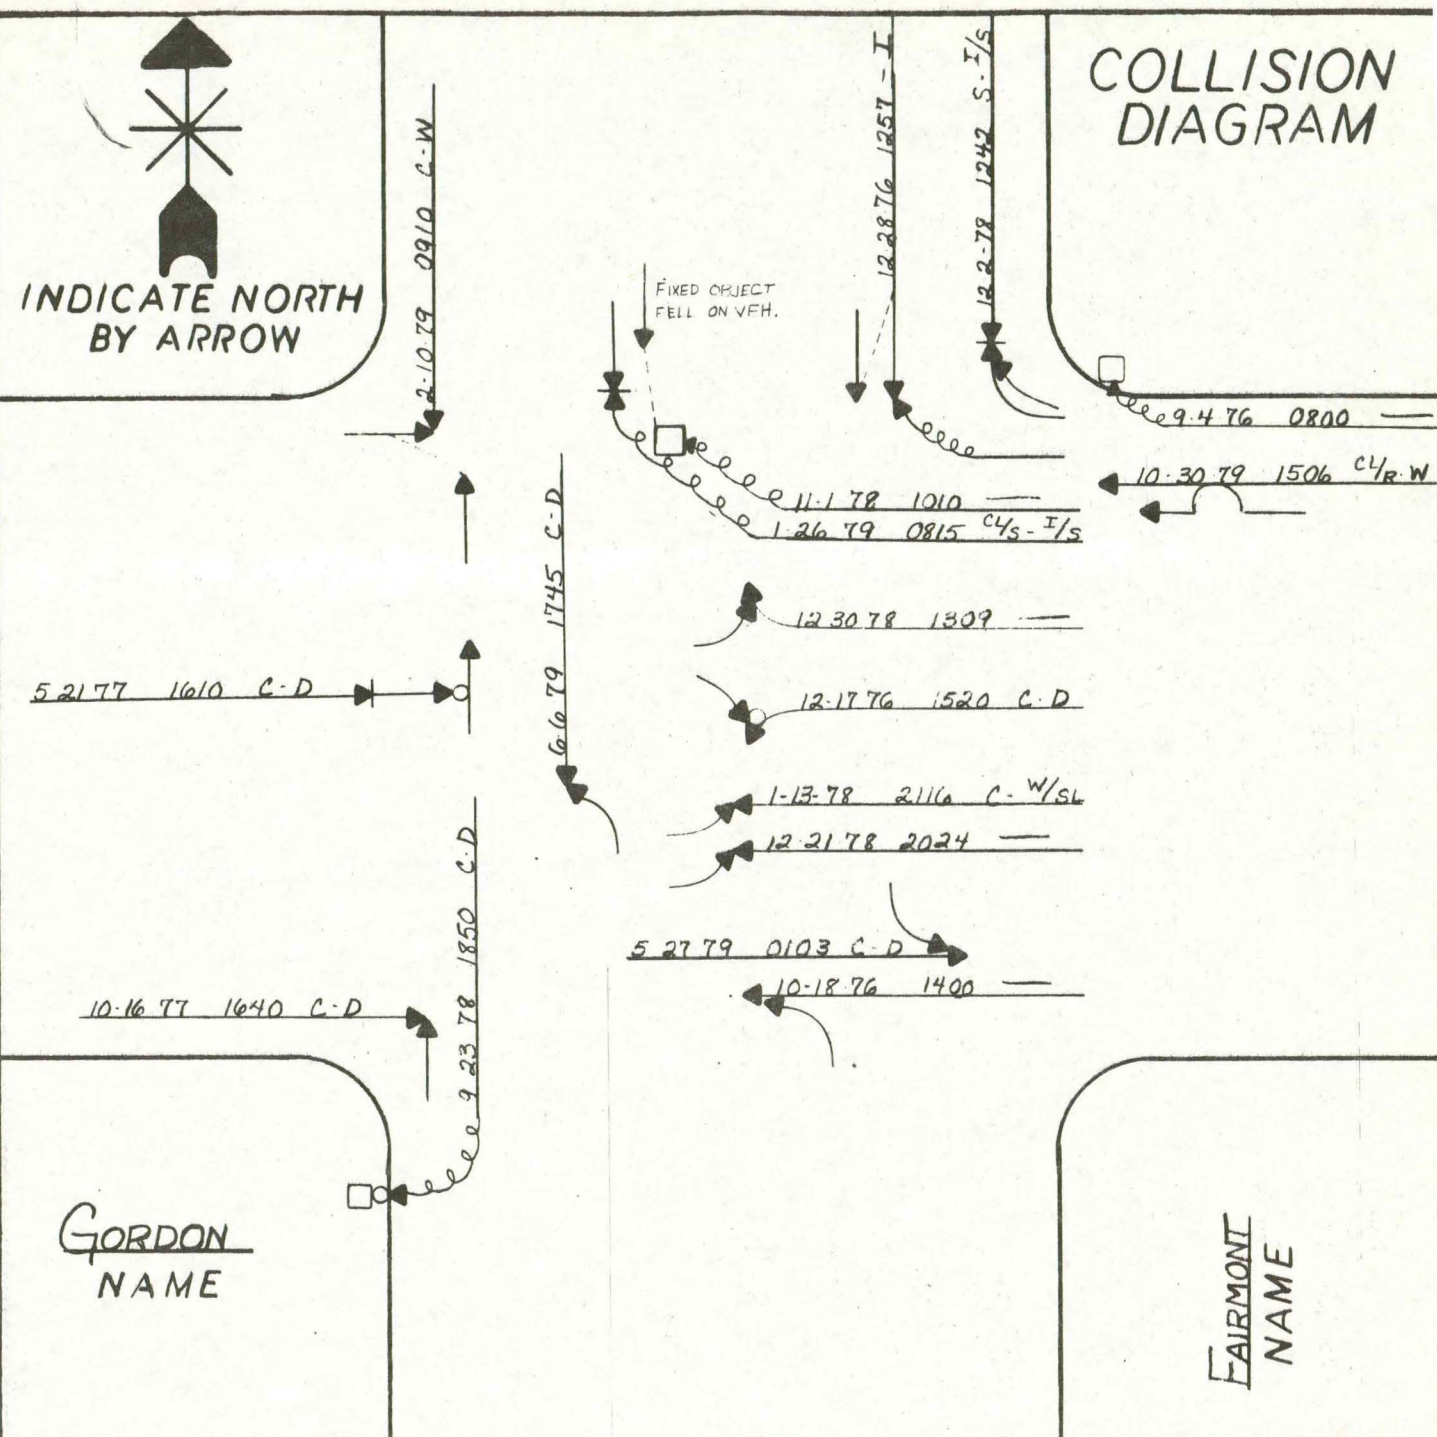 COLLISION
DIAGRAM
INDICATE NORTH
BY ARROW
2-10-79 0910 C-W
12-28-76 1257 - I
12-2-78 1242 S-I/S
FIXED OBJECT
FELL ON VEH.
9-4-76 0800 —
10-30-79 1506 CL/R-W
11-1-78 1010 —
1-26-79 0815 CL/S-I/S
6-6-79 1745 C-D
12-30-78 1309 —
5-21-77 1610 C-D
12-17-76 1520 C-D
1-13-78 2116 C-W/SL
12-21-78 2024 —
9-23-78 1850 C-D
5-27-79 0103 C-D
10-18-76 1400 —
10-16-77 1640 C-D
GORDON
NAME
FAIRMONT
NAME